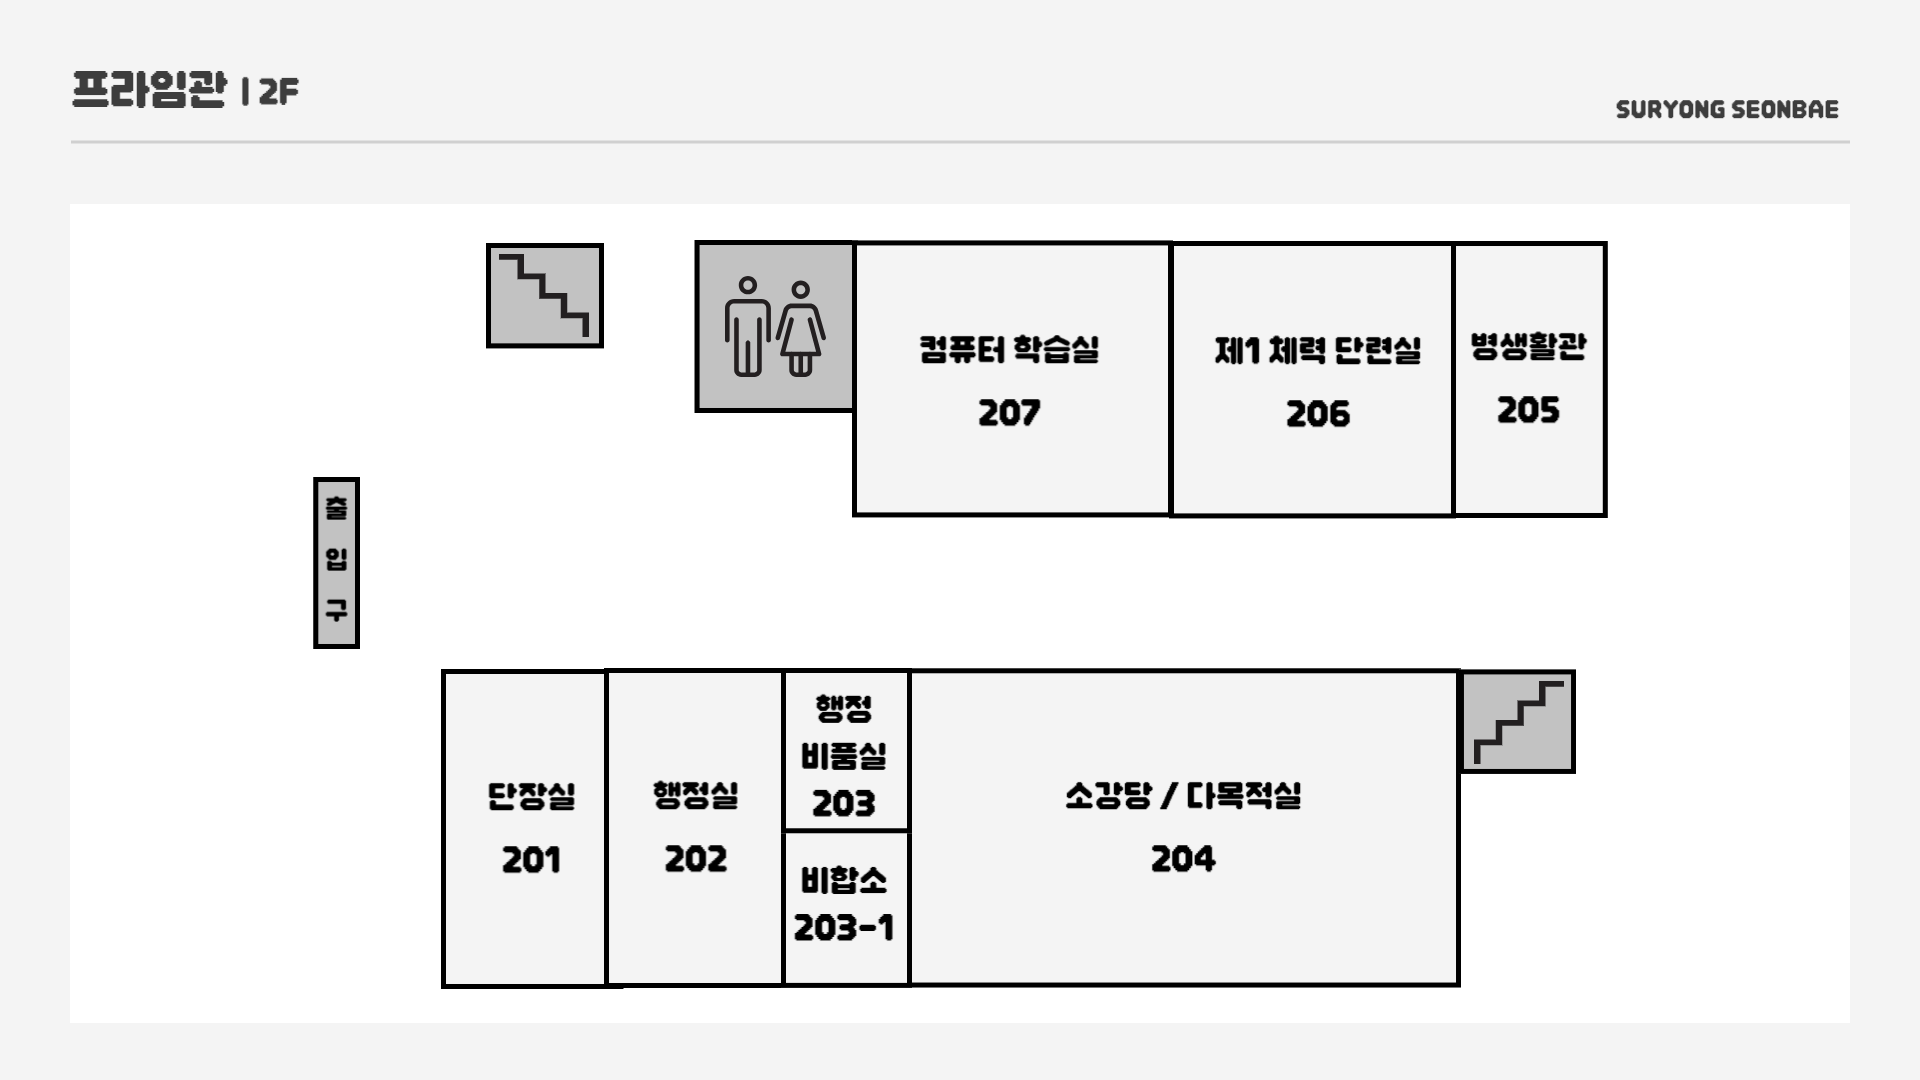 프라임관 | 2F
SURYONG SEONBAE
컴퓨터 학습실
207
제1 체력 단련실
206
병생활관
205
출
입
구
단장실
201
행정실
202
행정
비품실
203
비합소
203-1
소강당 / 다목적실
204